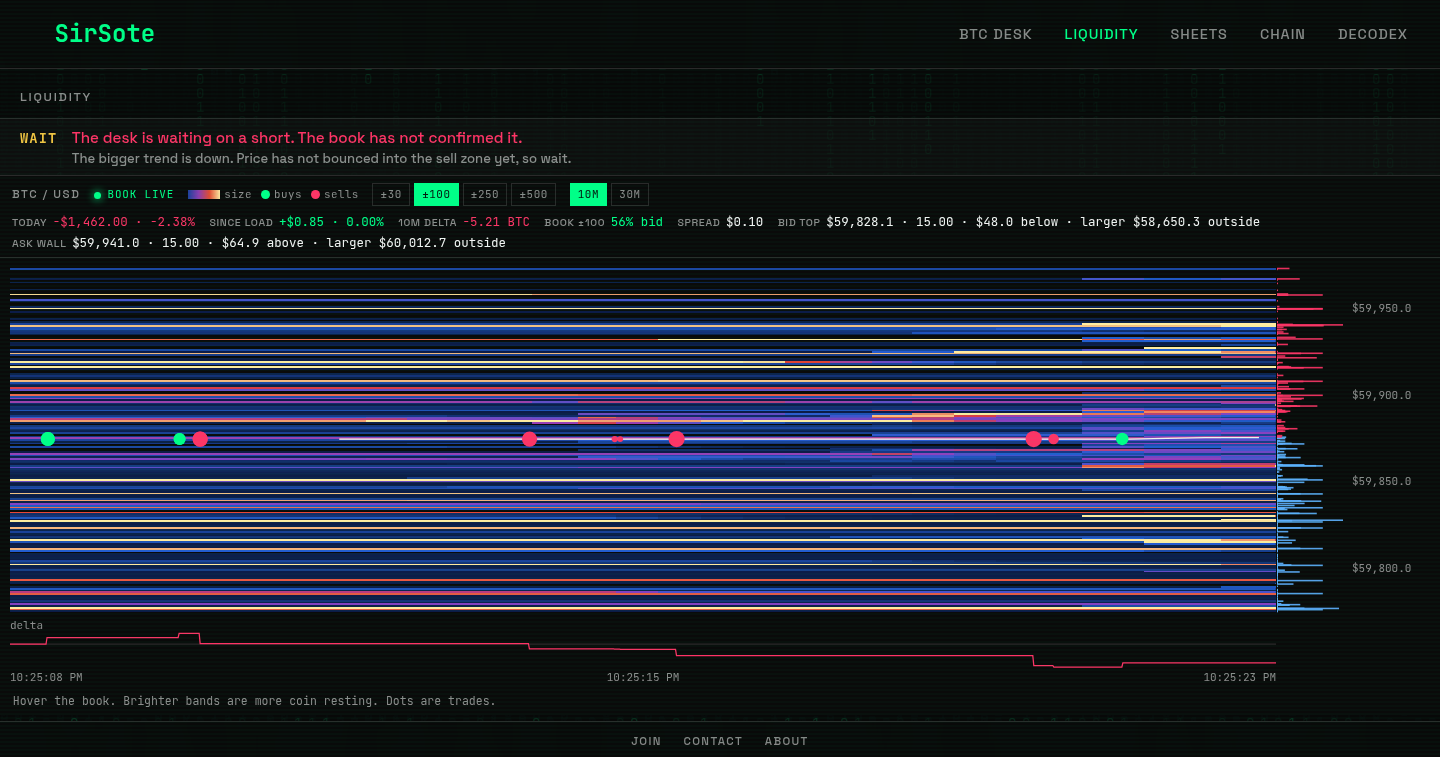 SirSote
BTC DESK LIQUIDITY SHEETS CHAIN DECODEX
LIQUIDITY
WAIT The desk is waiting on a short. The book has not confirmed it.
The bigger trend is down. Price has not bounced into the sell zone yet, so wait.
BTC / USD BOOK LIVE size buys sells ±30 ±100 ±250 ±500 10M 30M
TODAY -$1,462.00 · -2.38% SINCE LOAD +$0.85 · 0.00% 10M DELTA -5.21 BTC BOOK ±100 56% bid SPREAD $0.10 BID TOP $59,828.1 · 15.00 · $48.0 below · larger $58,650.3 outside
ASK WALL $59,941.0 · 15.00 · $64.9 above · larger $60,012.7 outside
$59,950.0
$59,900.0
$59,850.0
$59,800.0
delta
10:25:08 PM 10:25:15 PM 10:25:23 PM
Hover the book. Brighter bands are more coin resting. Dots are trades.
JOIN CONTACT ABOUT